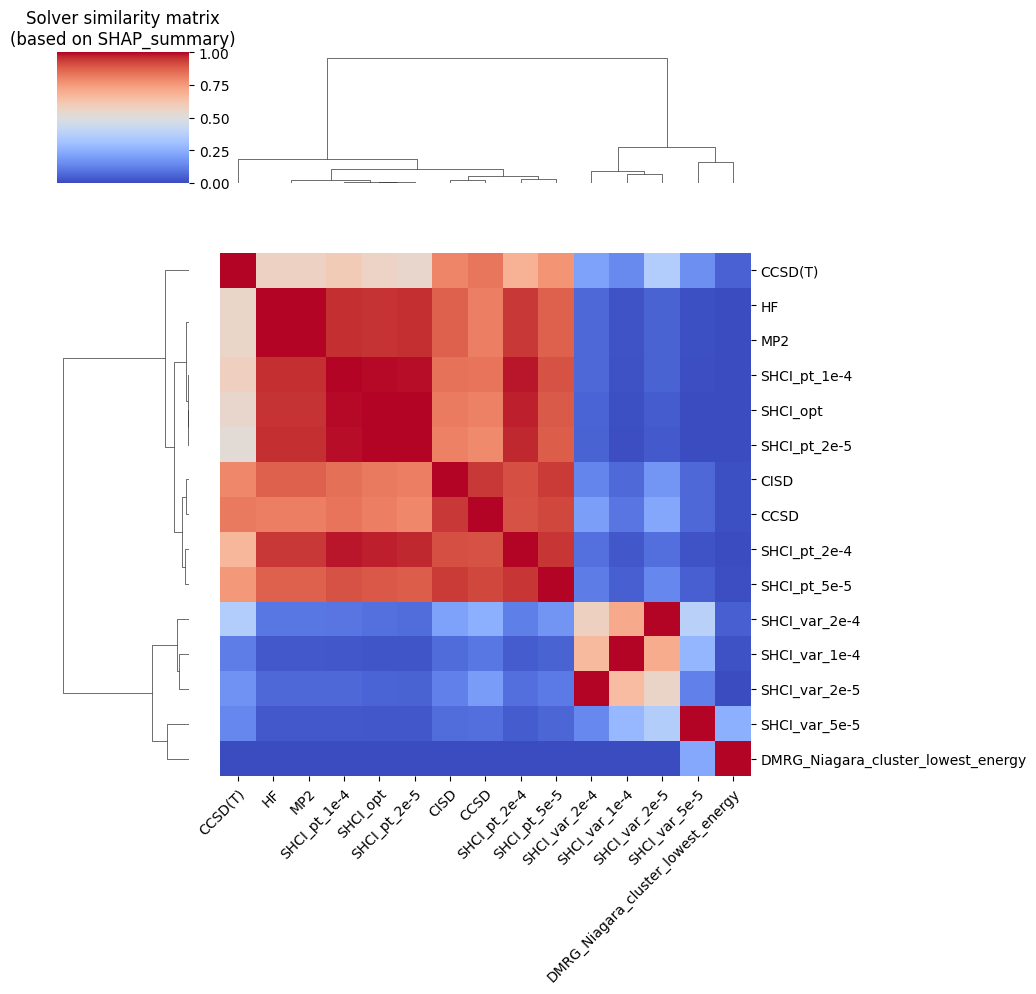 Solver similarity matrix
(based on SHAP_summary)
1.00
0.75
0.50
0.25
0.00
CCSD(T)
HF
MP2
SHCI_pt_1e-4
SHCI_opt
SHCI_pt_2e-5
CISD
CCSD
SHCI_pt_2e-4
SHCI_pt_5e-5
SHCI_var_2e-4
SHCI_var_1e-4
SHCI_var_2e-5
SHCI_var_5e-5
DMRG_Niagara_cluster_lowest_energy
CCSD(T)
HF
MP2
SHCI_pt_1e-4
SHCI_opt
SHCI_pt_2e-5
CISD
CCSD
SHCI_pt_2e-4
SHCI_pt_5e-5
SHCI_var_2e-4
SHCI_var_1e-4
SHCI_var_2e-5
SHCI_var_5e-5
DMRG_Niagara_cluster_lowest_energy